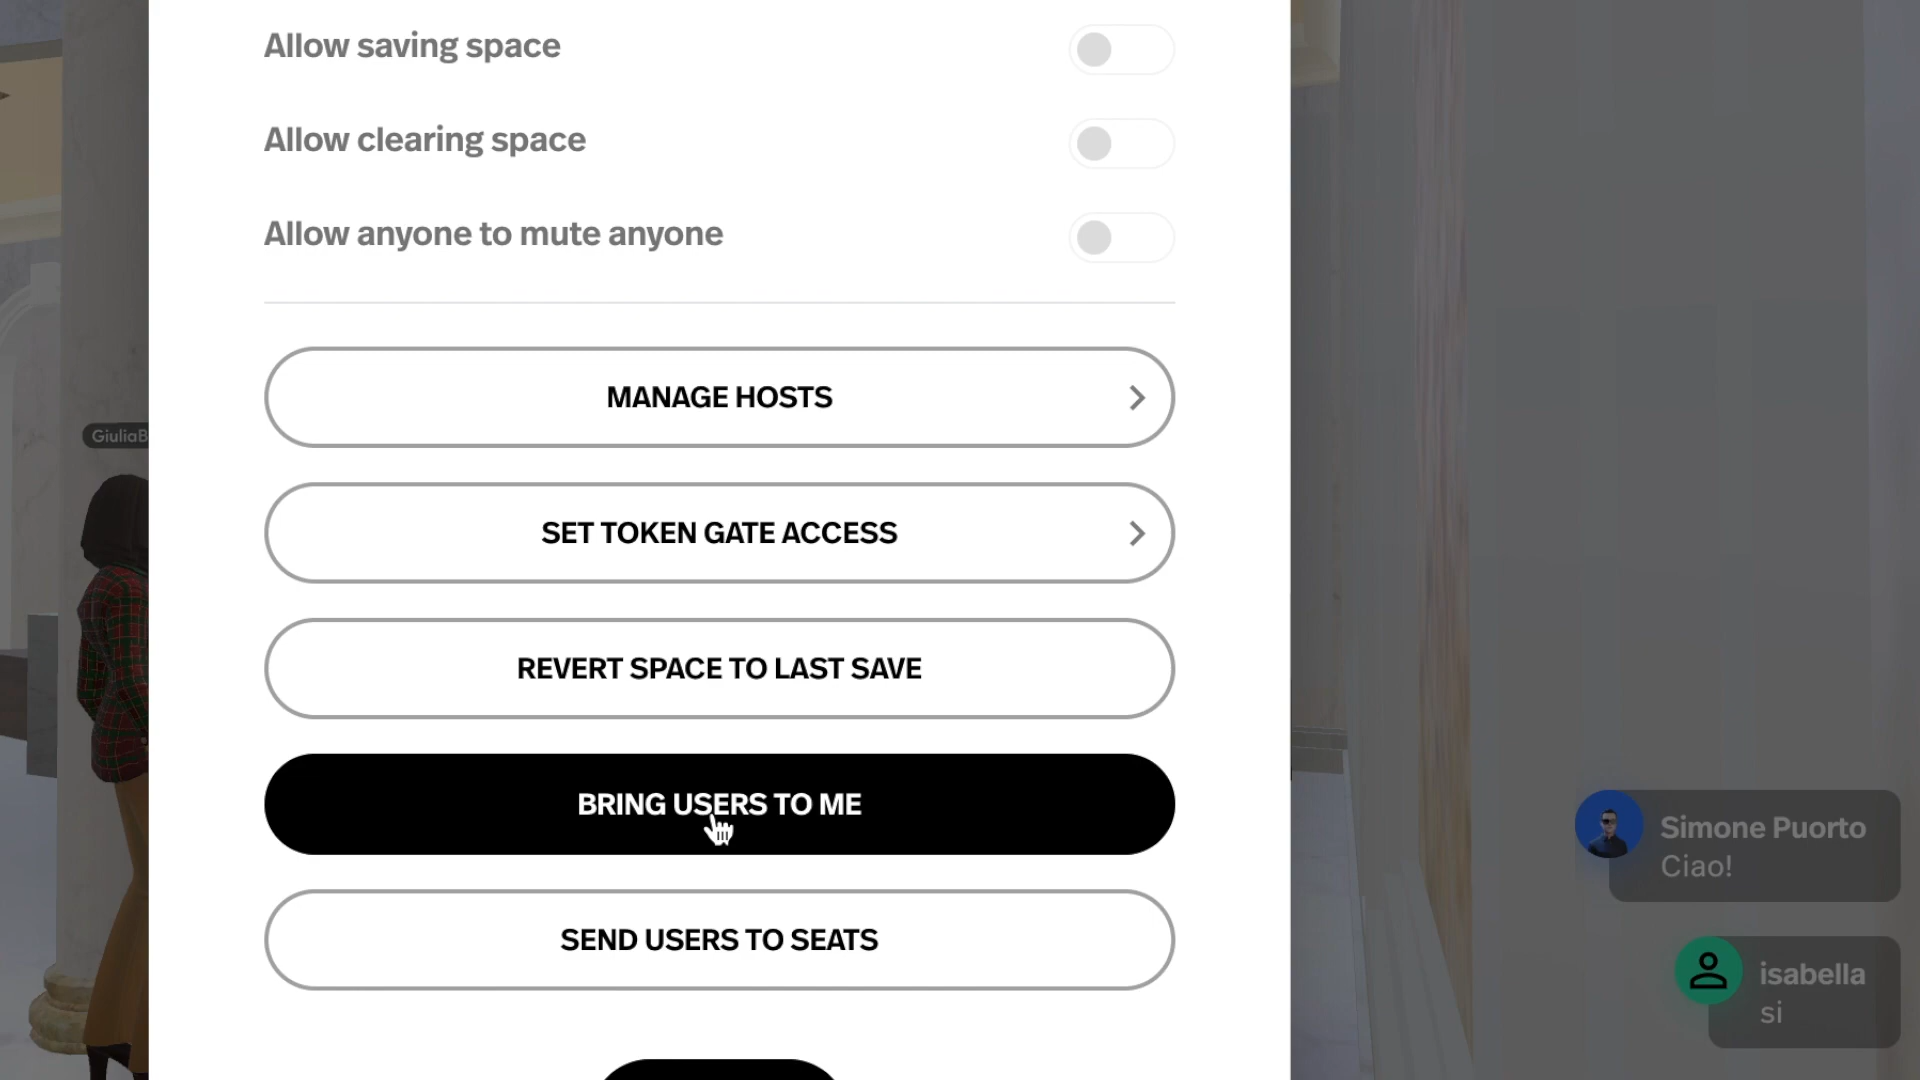 Allow saving space
Allow clearing space
Allow anyone to mute anyone
MANAGE HOSTS
SET TOKEN GATE ACCESS
REVERT SPACE TO LAST SAVE
BRING USERS TO ME
SEND USERS TO SEATS
GiuliaB
Simone Puorto
Ciao!
isabella
si